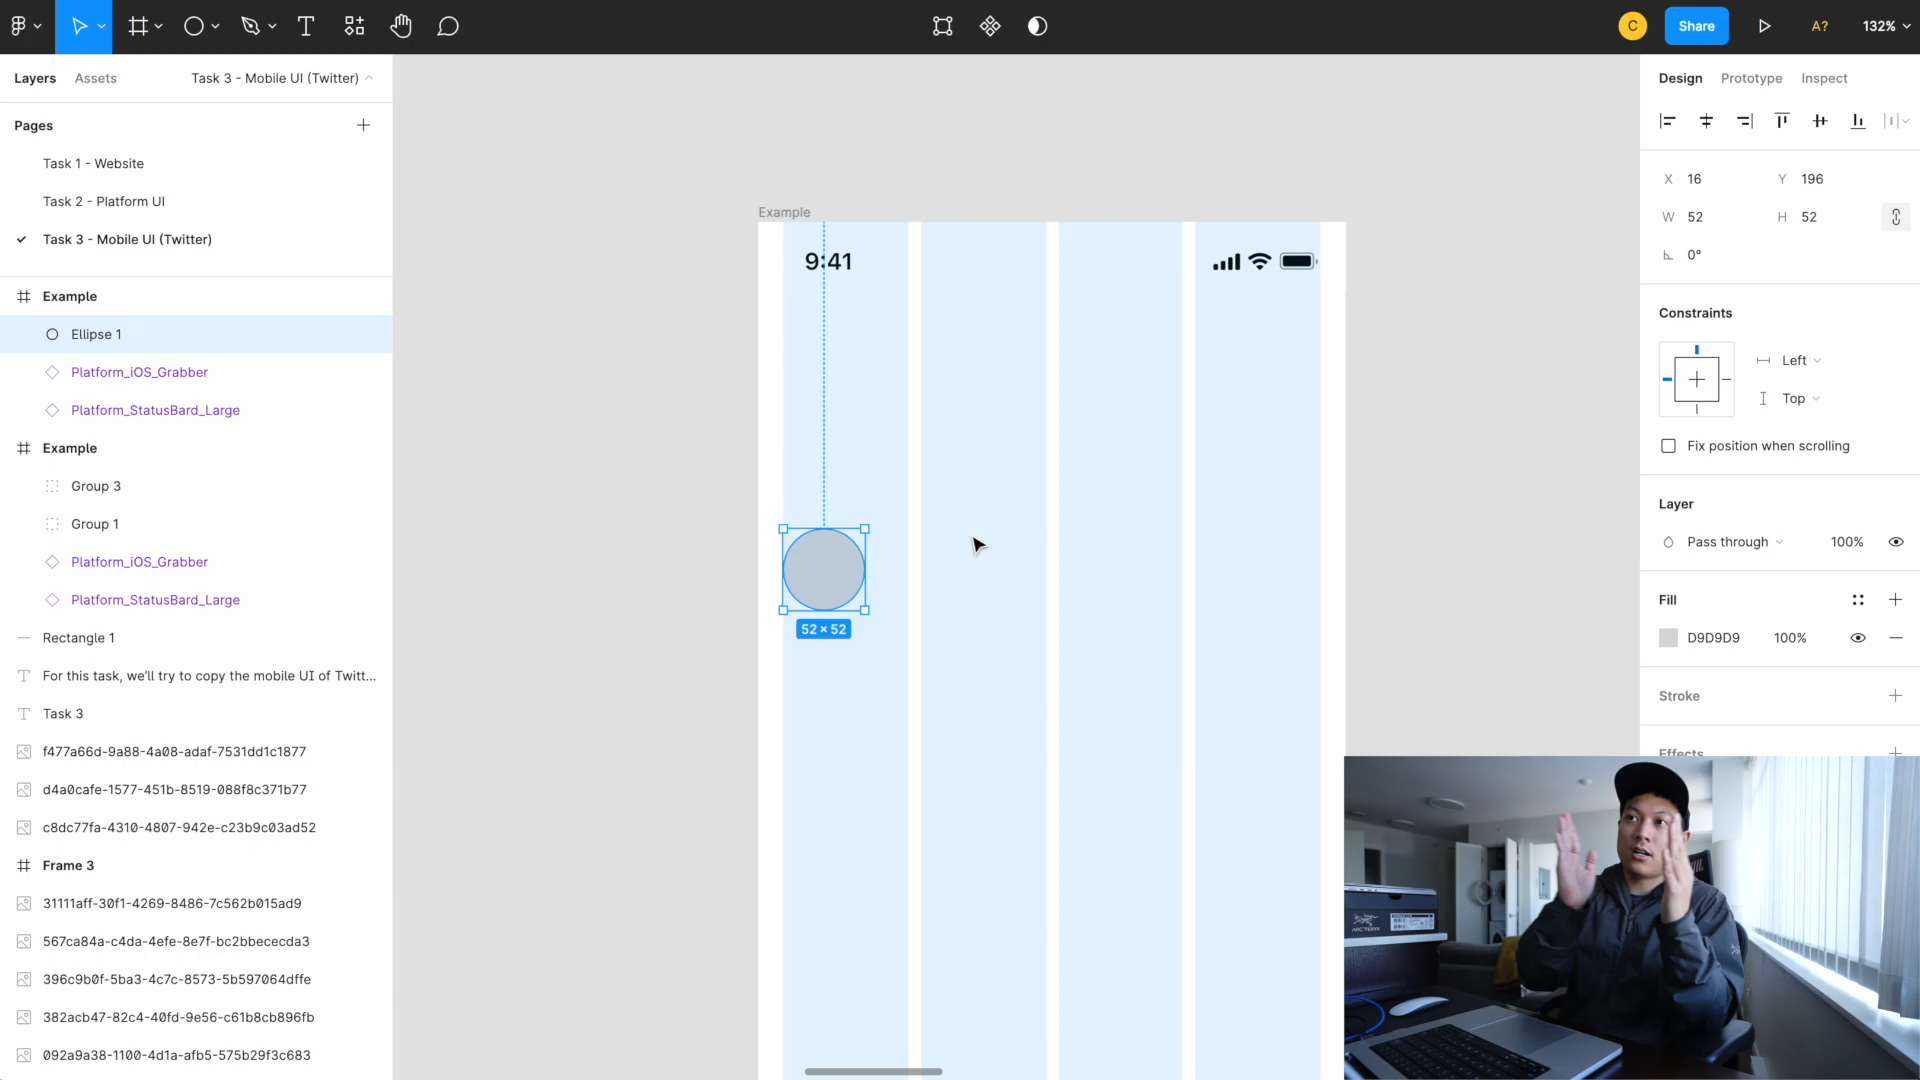 C
Share
A?
132%
Layers
Assets
Task 3 - Mobile UI (Twitter)
Pages
Task 1 - Website
Task 2 - Platform UI
Task 3 - Mobile UI (Twitter)
Example
Ellipse 1
Platform_iOS_Grabber
Platform_StatusBard_Large
Example
Group 3
Group 1
Platform_iOS_Grabber
Platform_StatusBard_Large
Rectangle 1
For this task, we'll try to copy the mobile UI of Twitt...
Task 3
f477a66d-9a88-4a08-adaf-7531dd1c1877
d4a0cafe-1577-451b-8519-088f8c371b77
c8dc77fa-4310-4807-942e-c23b9c03ad52
Frame 3
31111aff-30f1-4269-8486-7c562b015ad9
567ca84a-c4da-4efe-8e7f-bc2bbececda3
396c9b0f-5ba3-4c7c-8573-5b597064dffe
382acb47-82c4-40fd-9e56-c61b8cb896fb
092a9a38-1100-4d1a-afb5-575b29f3c683
Example
9:41
52 × 52
Design
Prototype
Inspect
X 16
Y 196
W 52
H 52
0°
Constraints
Left
Top
Fix position when scrolling
Layer
Pass through
100%
Fill
D9D9D9
100%
Stroke
Effects
ARC'TERYX